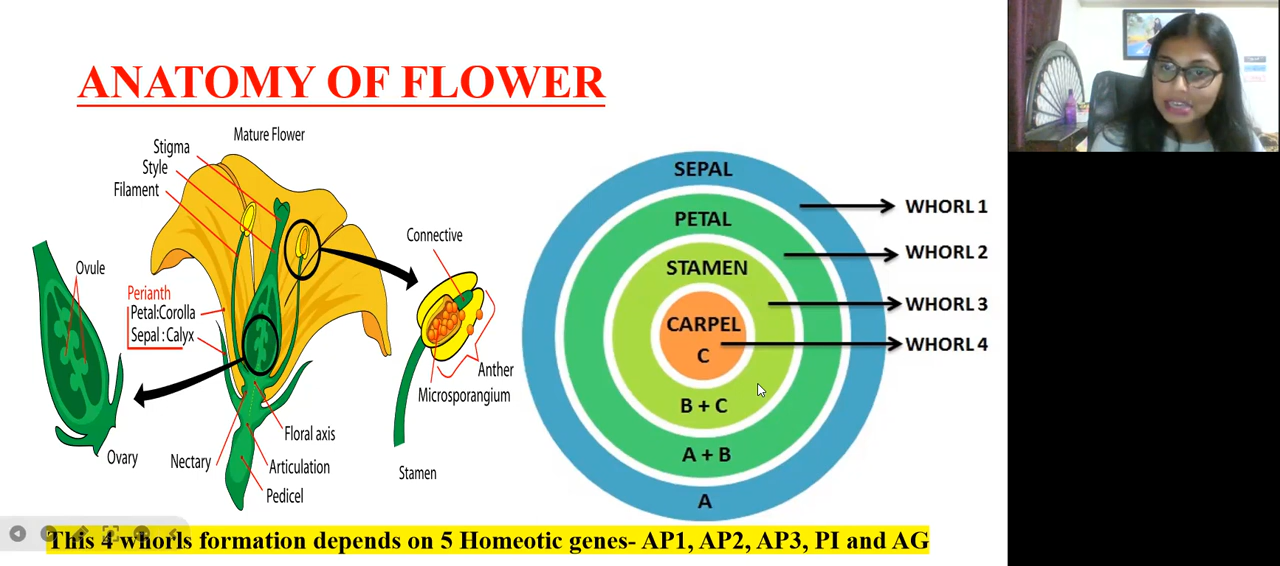 ANATOMY OF FLOWER
Mature Flower
Stigma
Style
Filament
Ovule
Perianth
Petal:Corolla
Sepal : Calyx
Connective
Anther
Microsporangium
Floral axis
Ovary
Nectary
Articulation
Stamen
Pedicel
SEPAL
PETAL
STAMEN
CARPEL
C
B + C
A + B
A
WHORL 1
WHORL 2
WHORL 3
WHORL 4
This 4 whorls formation depends on 5 Homeotic genes- AP1, AP2, AP3, PI and AG